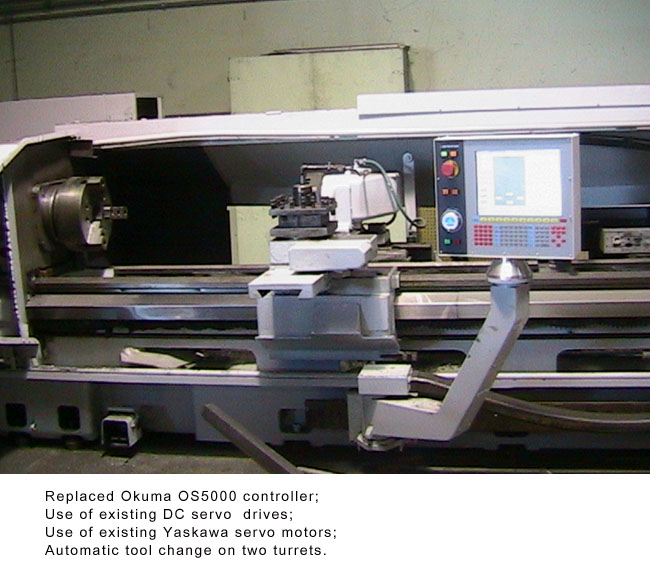 Replaced Okuma OS5000 controller;
Use of existing DC servo  drives;
Use of existing Yaskawa servo motors;
Automatic tool change on two turrets.